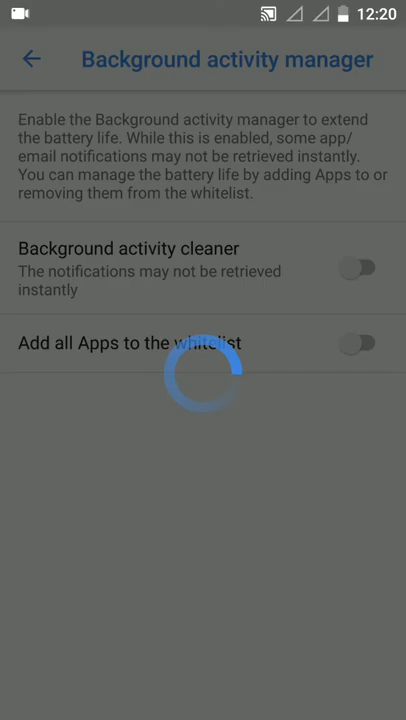 12:20
Background activity manager
Enable the Background activity manager to extend
the battery life. While this is enabled, some app/
email notifications may not be retrieved instantly.
You can manage the battery life by adding Apps to or
removing them from the whitelist.
Background activity cleaner
The notifications may not be retrieved
instantly
Add all Apps to the whitelist